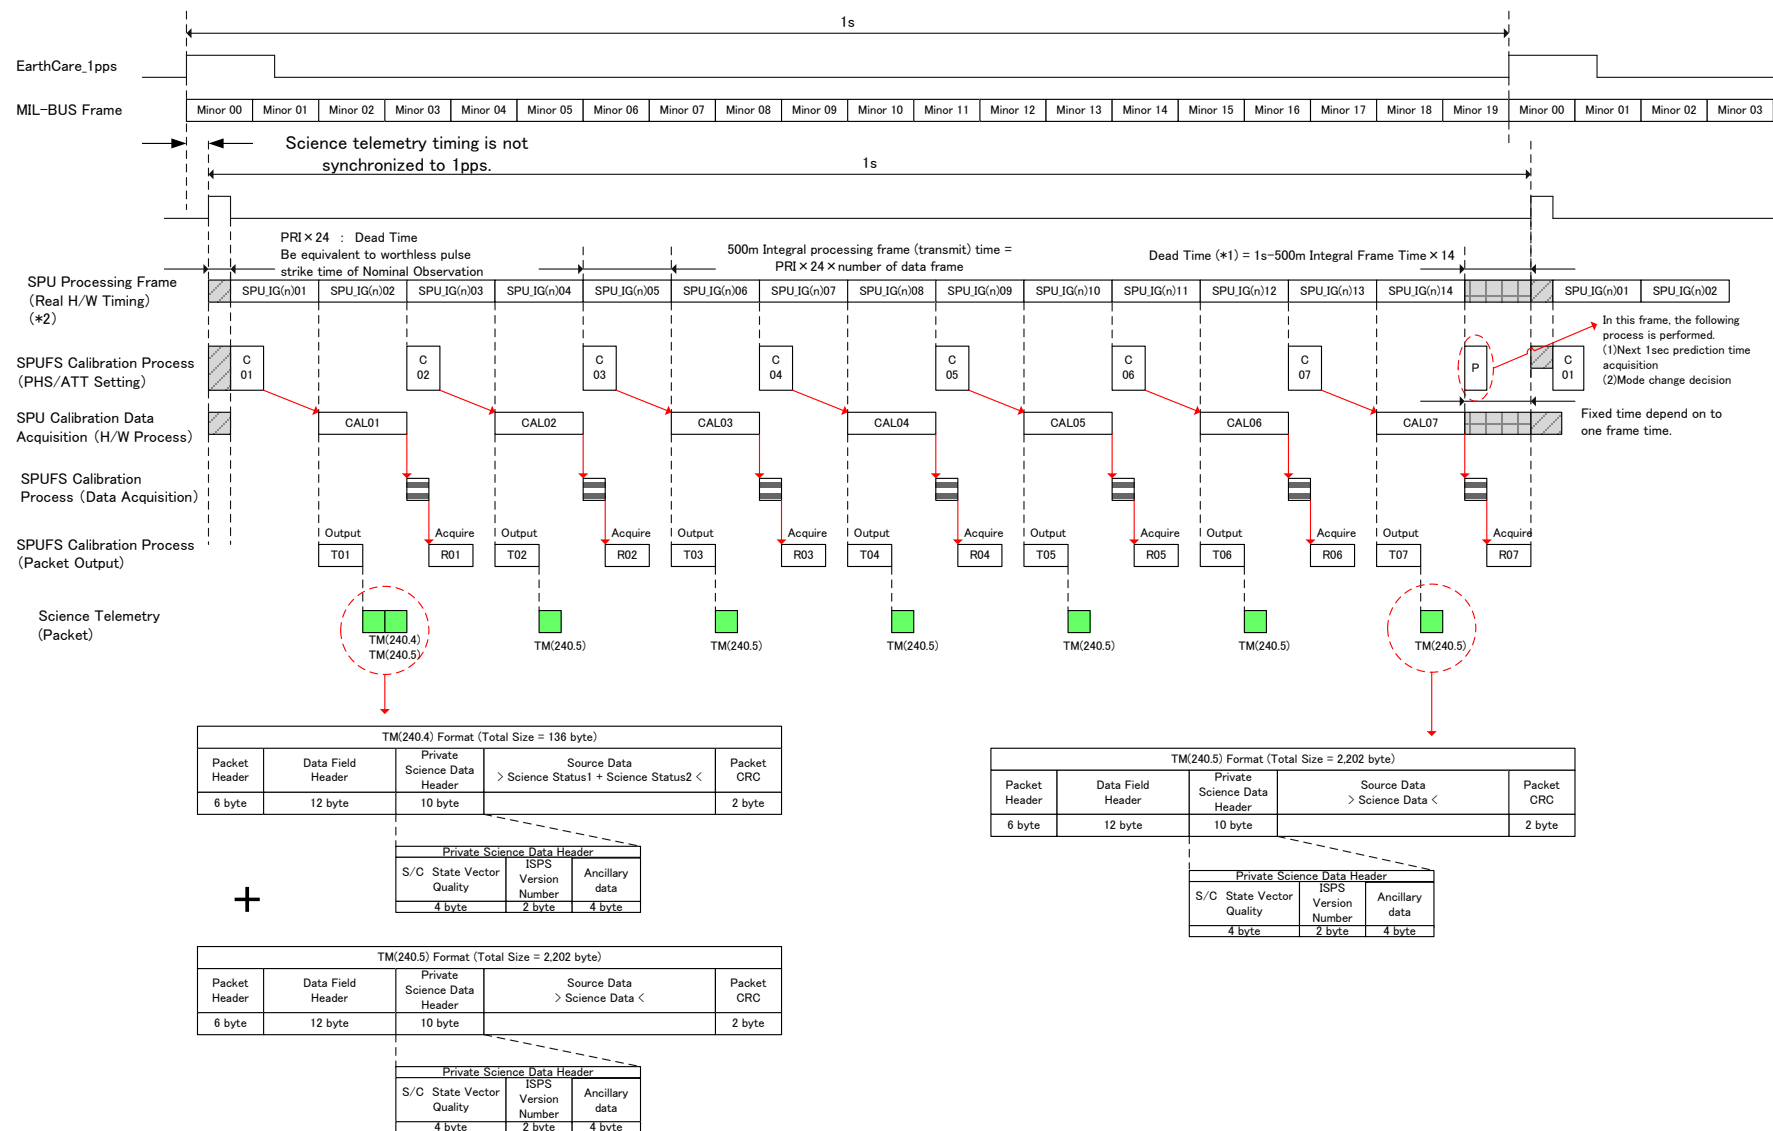 1s
EarthCare_1pps
MIL-BUS Frame
Minor 00 Minor 01 Minor 02 Minor 03 Minor 04 Minor 05 Minor 06 Minor 07 Minor 08 Minor 09 Minor 10 Minor 11 Minor 12 Minor 13 Minor 14 Minor 15 Minor 16 Minor 17 Minor 18 Minor 19 Minor 00 Minor 01 Minor 02 Minor 03
Science telemetry timing is not
synchronized to 1pps.
1s
PRI×24 : Dead Time
Be equivalent to worthless pulse
strike time of Nominal Observation
500m Integral processing frame (transmit) time =
PRI×24×number of data frame
Dead Time (*1) = 1s-500m Integral Frame Time×14
SPU Processing Frame
(Real H/W Timing)
(*2)
SPU_IG(n)01 SPU_IG(n)02 SPU_IG(n)03 SPU_IG(n)04 SPU_IG(n)05 SPU_IG(n)06 SPU_IG(n)07 SPU_IG(n)08 SPU_IG(n)09 SPU_IG(n)10 SPU_IG(n)11 SPU_IG(n)12 SPU_IG(n)13 SPU_IG(n)14 SPU_IG(n)01 SPU_IG(n)02
In this frame, the following
process is performed.
(1)Next 1sec prediction time
acquisition
(2)Mode change decision
SPUFS Calibration Process
(PHS/ATT Setting)
C C C C C C C P C
01 02 03 04 05 06 07 01
SPU Calibration Data
Acquisition (H/W Process)
CAL01 CAL02 CAL03 CAL04 CAL05 CAL06 CAL07
Fixed time depend on to
one frame time.
SPUFS Calibration
Process (Data Acquisition)
Output Acquire Output Acquire Output Acquire Output Acquire Output Acquire Output Acquire Output Acquire
SPUFS Calibration Process
(Packet Output)
T01 R01 T02 R02 T03 R03 T04 R04 T05 R05 T06 R06 T07 R07
Science Telemetry
(Packet)
TM(240.4)
TM(240.5)
TM(240.5) TM(240.5) TM(240.5) TM(240.5) TM(240.5) TM(240.5)
TM(240.4) Format (Total Size = 136 byte)
Packet
Header
Data Field
Header
Private
Science Data
Header
Source Data
> Science Status1 + Science Status2 <
Packet
CRC
6 byte 12 byte 10 byte 2 byte
Private Science Data Header
S/C State Vector
Quality
ISPS
Version
Number
Ancillary
data
4 byte 2 byte 4 byte
+
TM(240.5) Format (Total Size = 2,202 byte)
Packet
Header
Data Field
Header
Private
Science Data
Header
Source Data
> Science Data <
Packet
CRC
6 byte 12 byte 10 byte 2 byte
Private Science Data Header
S/C State Vector
Quality
ISPS
Version
Number
Ancillary
data
4 byte 2 byte 4 byte
TM(240.5) Format (Total Size = 2,202 byte)
Packet
Header
Data Field
Header
Private
Science Data
Header
Source Data
> Science Data <
Packet
CRC
6 byte 12 byte 10 byte 2 byte
Private Science Data Header
S/C State Vector
Quality
ISPS
Version
Number
Ancillary
data
4 byte 2 byte 4 byte